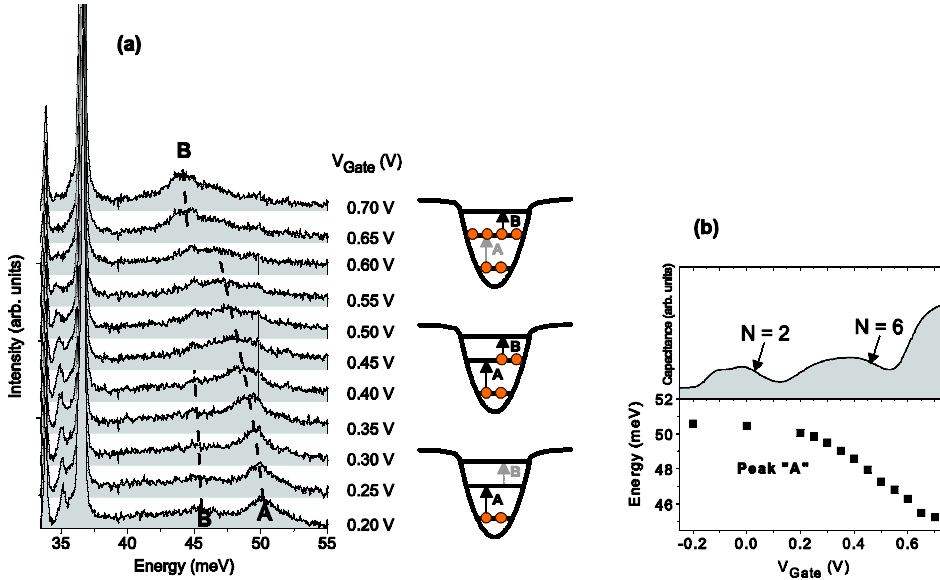 (a)
B
V_Gate (V)
0.70 V
0.65 V
0.60 V
0.55 V
0.50 V
0.45 V
0.40 V
0.35 V
0.30 V
0.25 V
0.20 V
B
A
Intensity (arb. units)
35 40 45 50 55
Energy (meV)
B
A
B
A
B
A
(b)
Capacitance (arb. units)
N = 2
N = 6
52
50
48
46
Energy (meV)
Peak "A"
-0.2 0.0 0.2 0.4 0.6
V_Gate (V)